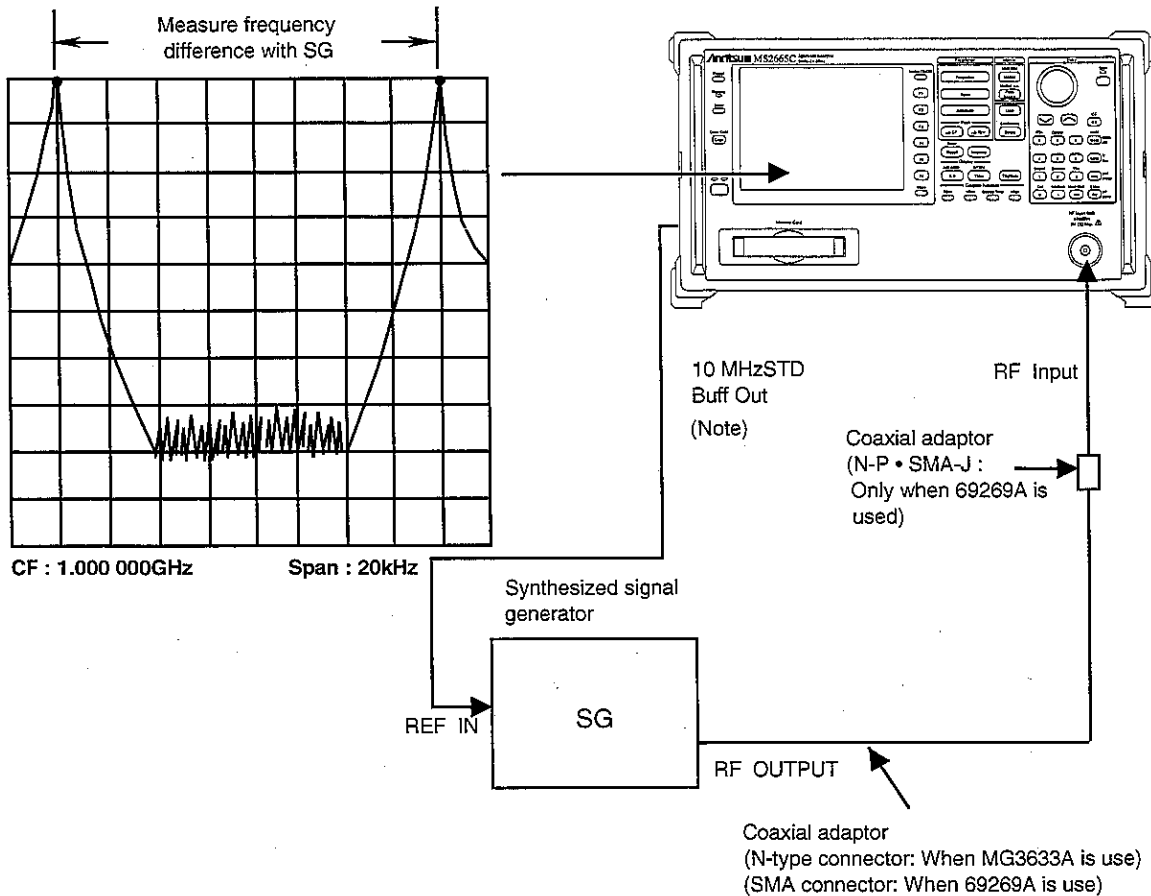 Measure frequency
difference with SG
CF : 1.000 000GHz
Span : 20kHz
Anritsu MS2665C
10 MHzSTD
Buff Out
(Note)
RF Input
Coaxial adaptor
(N-P • SMA-J :
Only when 69269A is
used)
Synthesized signal
generator
REF IN
SG
RF OUTPUT
Coaxial adaptor
(N-type connector: When MG3633A is use)
(SMA connector: When 69269A is use)